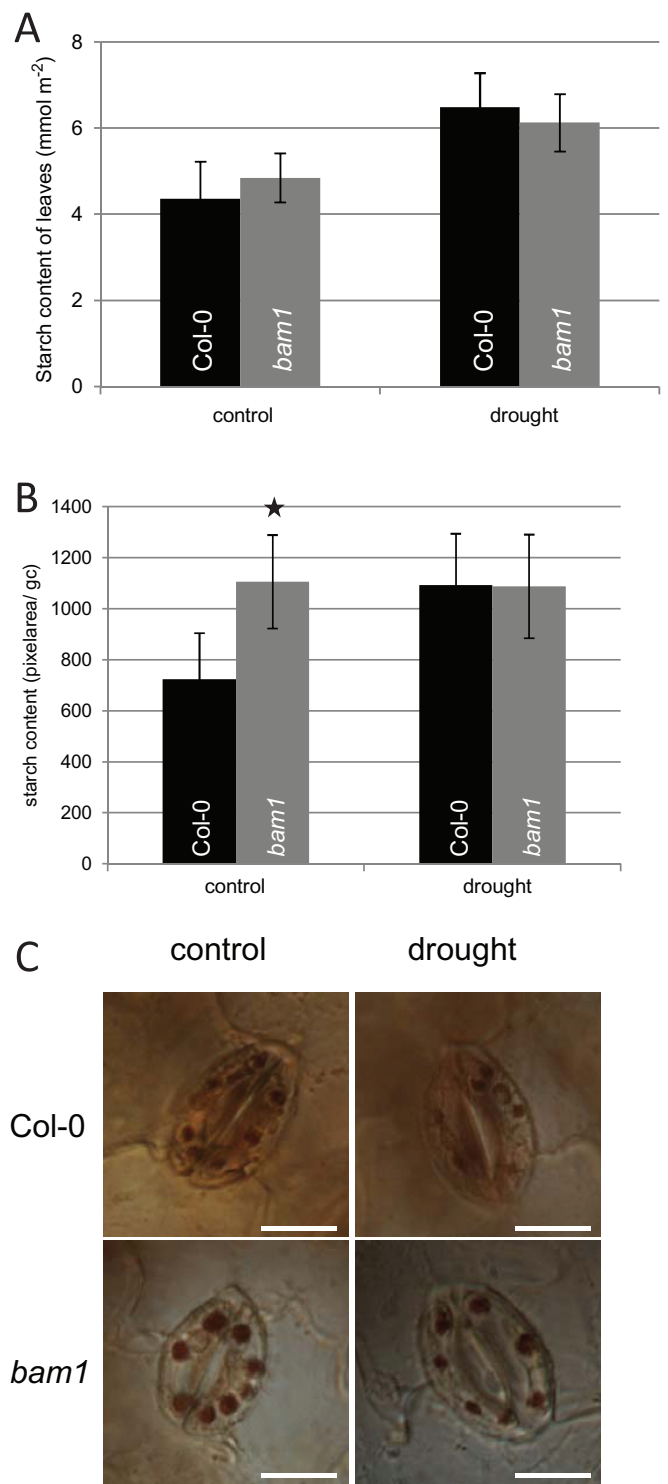 A
Starch content of leaves (mmol m-2)
8
6
4
2
0
Col-0
bam1
Col-0
bam1
control
drought
B
starch content (pixelarea/ gc)
1400
1200
1000
800
600
400
200
0
★
Col-0
bam1
Col-0
bam1
control
drought
C
control
drought
Col-0
bam1